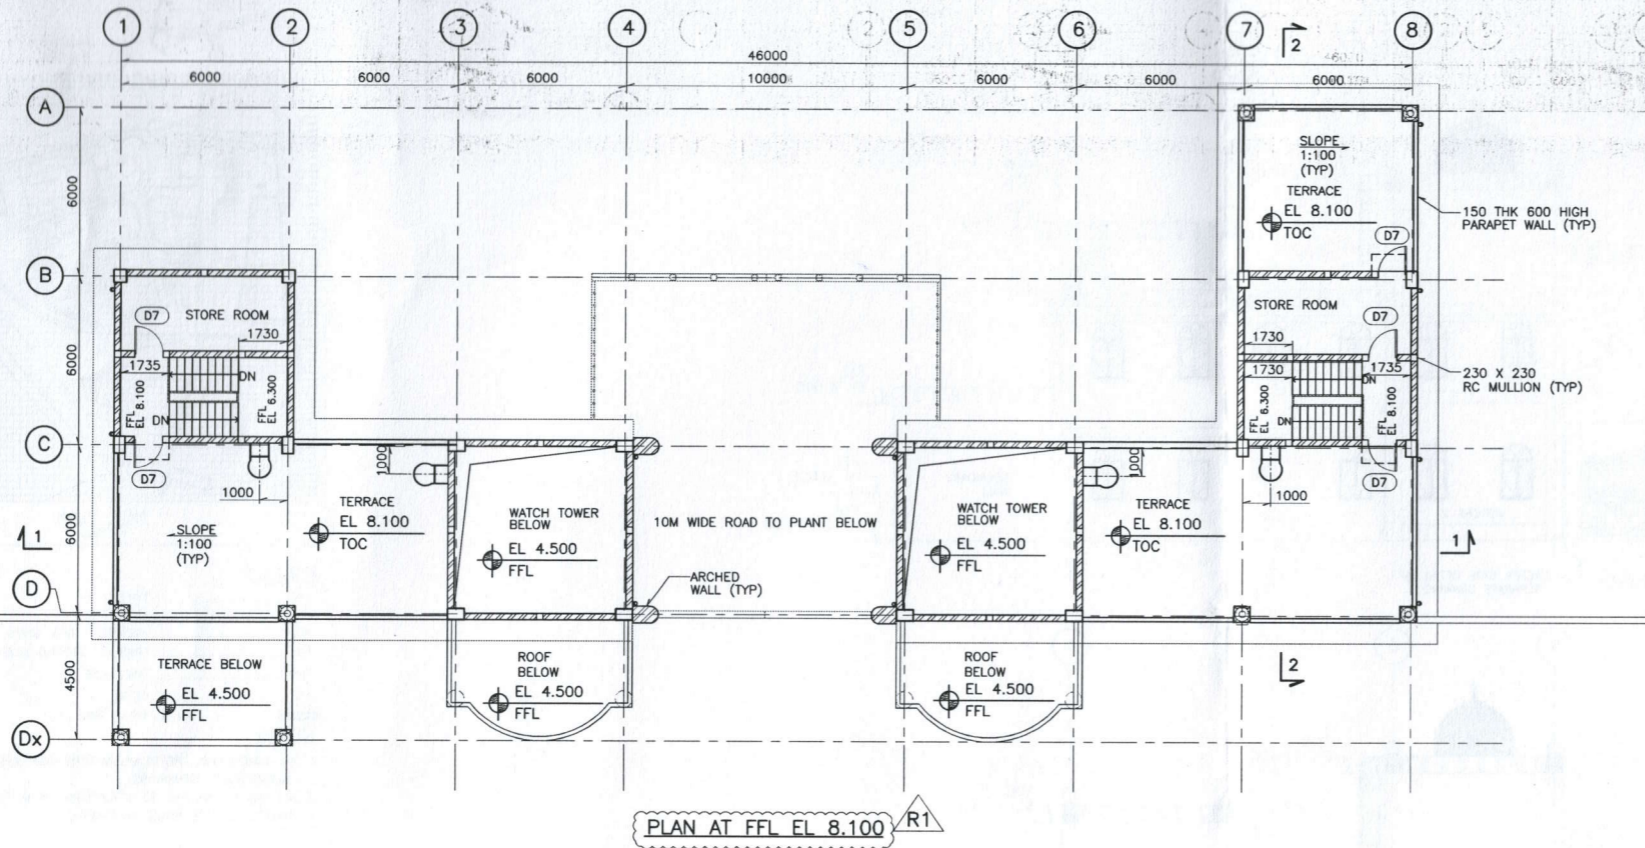 1 2 3 4 5 6 7 8
2
46000
6000 6000 6000 10000 6000 6000 6000
A
6000
SLOPE
1:100
(TYP)
TERRACE
EL 8.100
TOC
D7
150 THK 600 HIGH
PARAPET WALL (TYP)
B
6000
D7
STORE ROOM
1730
1735
FFL
EL 8.100
DN
DN
FFL
EL 6.300
STORE ROOM
D7
1730
1730
1735
FFL
EL 6.300
DN
DN
FFL
EL 8.100
230 X 230
RC MULLION (TYP)
C
6000
D7
1000
1000
SLOPE
1:100
(TYP)
TERRACE
EL 8.100
TOC
WATCH TOWER
BELOW
EL 4.500
FFL
10M WIDE ROAD TO PLANT BELOW
ARCHED
WALL (TYP)
WATCH TOWER
BELOW
EL 4.500
FFL
1000
TERRACE
EL 8.100
TOC
1000
D7
1
1
D
4500
TERRACE BELOW
EL 4.500
FFL
ROOF
BELOW
EL 4.500
FFL
ROOF
BELOW
EL 4.500
FFL
2
Dx
PLAN AT FFL EL 8.100
R1